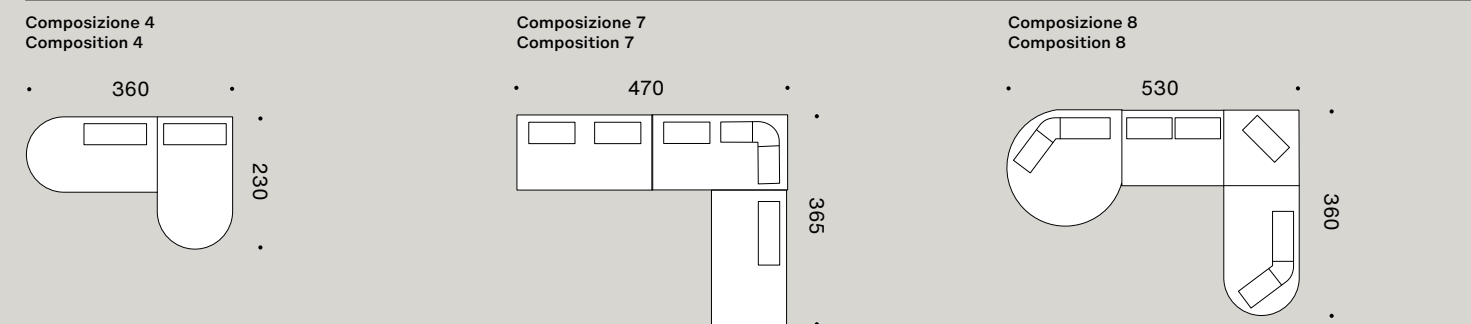 Composizione 4
Composition 4
360
230
Composizione 7
Composition 7
470
365
Composizione 8
Composition 8
530
360